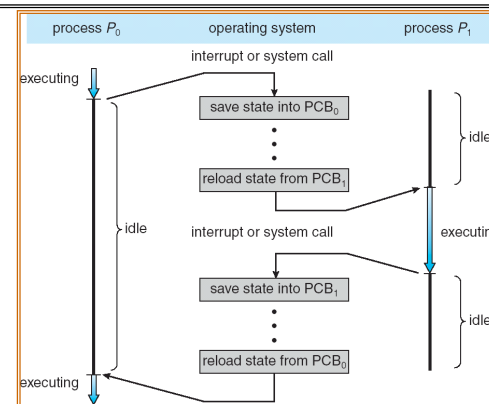 process P₀ operating system process P₁
interrupt or system call
executing
save state into PCB₀
idle
reload state from PCB₁
idle
interrupt or system call
executin
save state into PCB₁
idle
reload state from PCB₀
executing